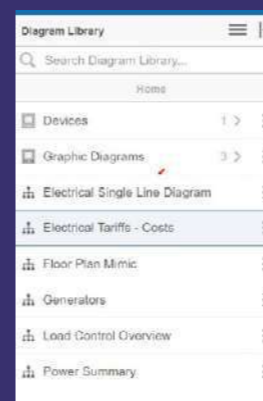 Diagram Library
Search Diagram Library...
Home
Devices 1 >
Graphic Diagrams 3 >
Electrical Single Line Diagram
Electrical Tariffs - Costs
Floor Plan Mimic
Generators
Load Control Overview
Power Summary